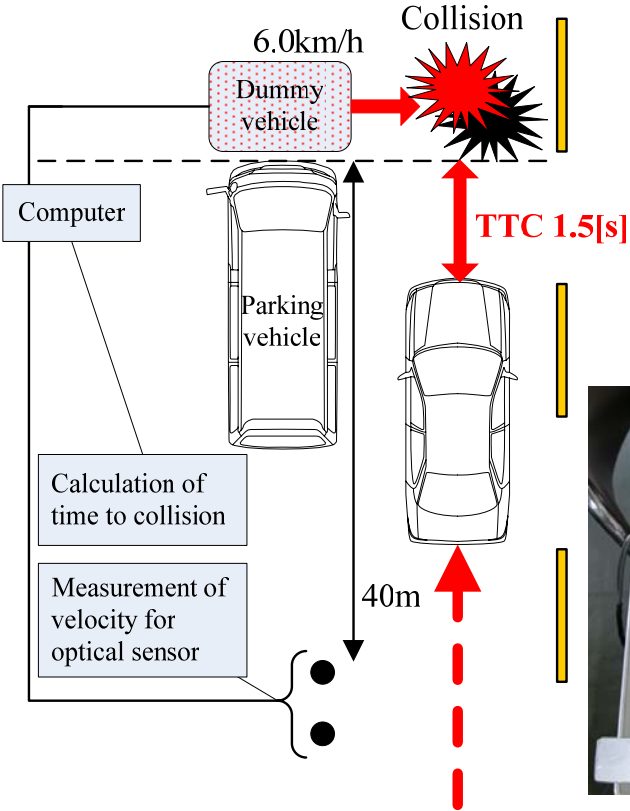 Collision
6.0km/h
Dummy
vehicle
Computer
TTC 1.5[s]
Parking
vehicle
Calculation of
time to collision
Measurement of
velocity for
optical sensor
40m